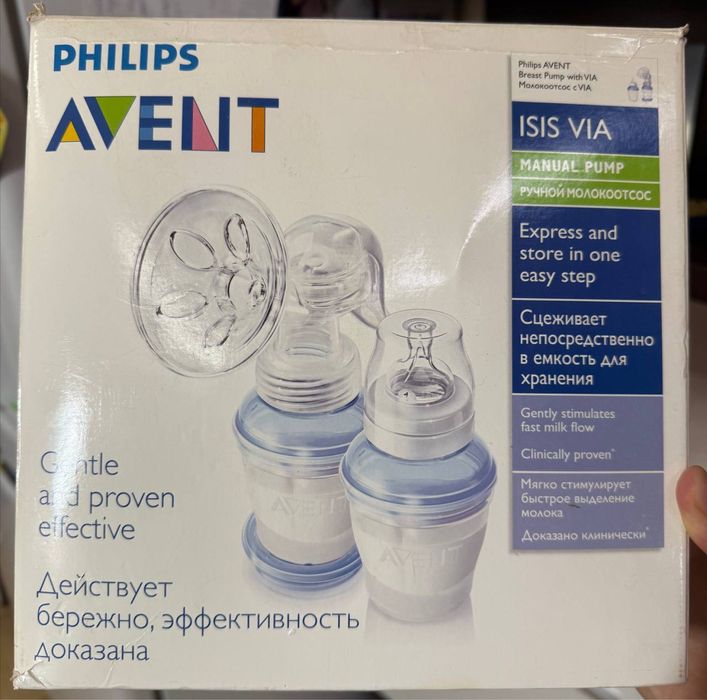 PHILIPS
AVENT
Philips AVENT
Breast Pump with VIA
Молокоотсос с VIA
ISIS VIA
MANUAL PUMP
РУЧНОЙ МОЛОКООТСОС
Express and
store in one
easy step
Сцеживает
непосредственно
в емкость для
хранения
Gently stimulates
fast milk flow
Clinically proven*
Мягко стимулирует
быстрое выделение
молока
Доказано клинически*
AVENT
AVENT
Gentle
and proven
effective
Действует
бережно, эффективность
доказана